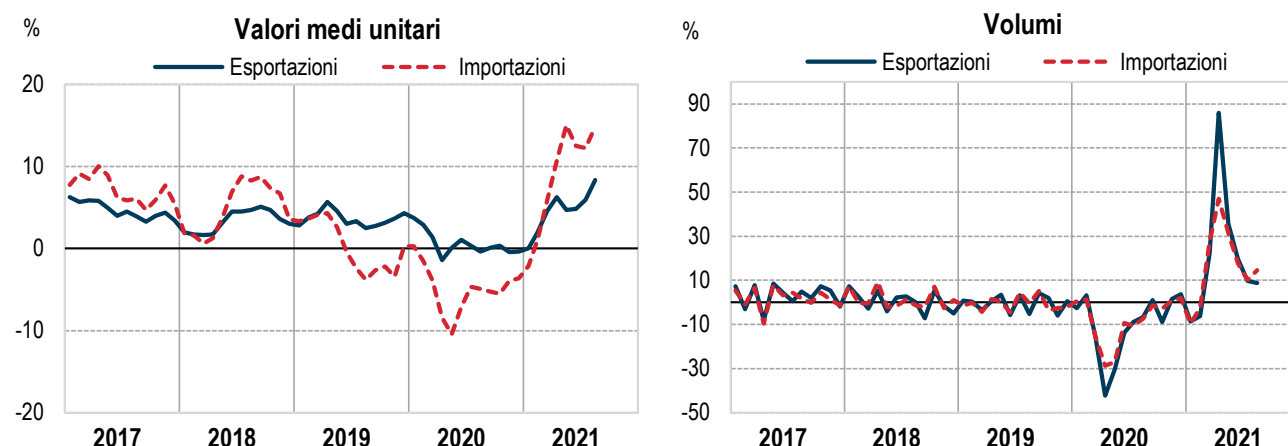 %
Valori medi unitari
Esportazioni Importazioni
20
10
0
-10
-20
2017 2018 2019 2020 2021
%
Volumi
Esportazioni Importazioni
90
70
50
30
10
-10
-30
-50
2017 2018 2019 2020 2021